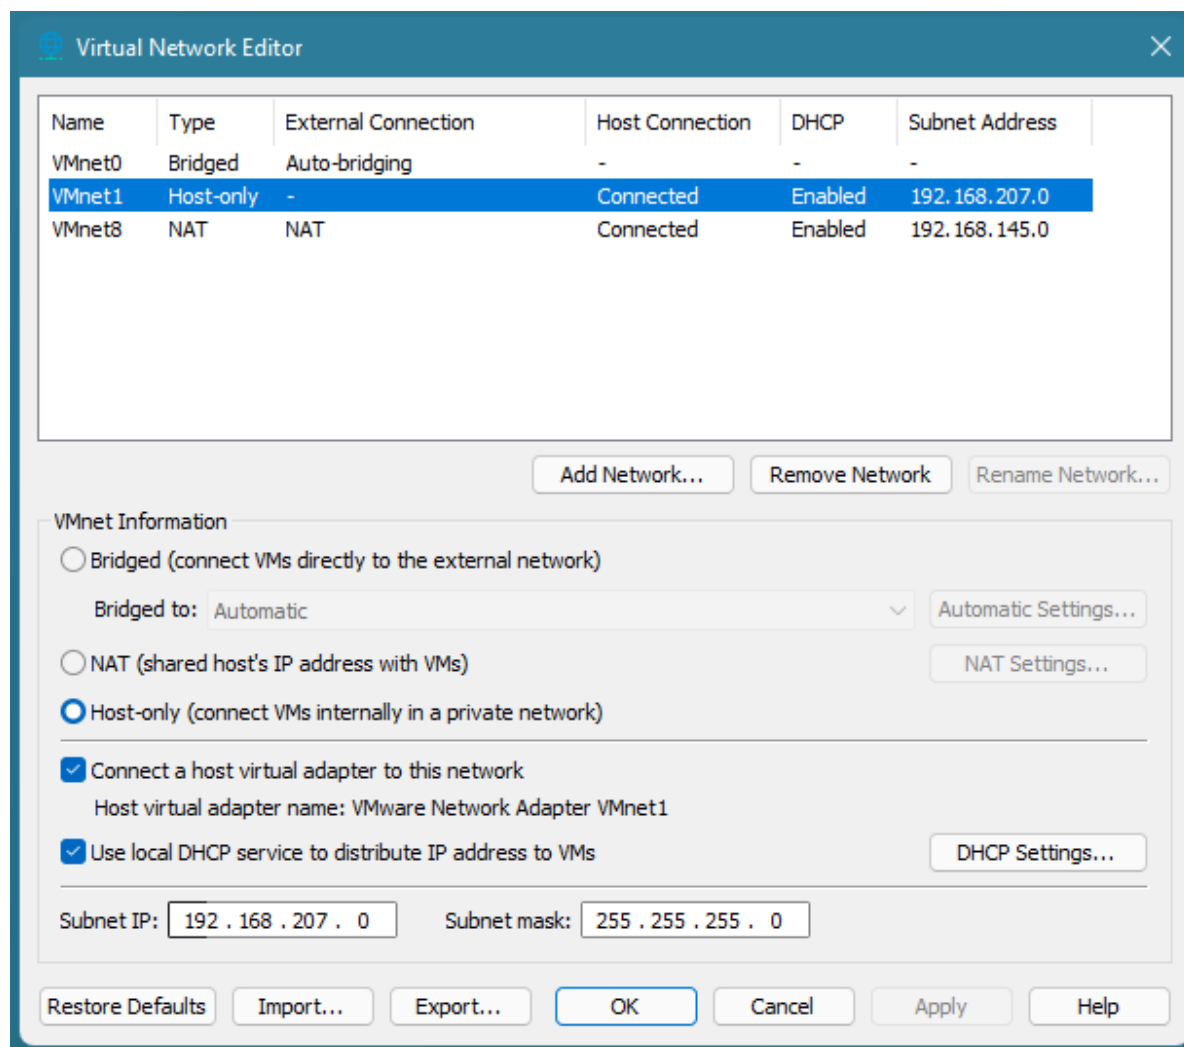 Virtual Network Editor
Name Type External Connection Host Connection DHCP Subnet Address
VMnet0 Bridged Auto-bridging - - -
VMnet1 Host-only - Connected Enabled 192.168.207.0
VMnet8 NAT NAT Connected Enabled 192.168.145.0
Add Network... Remove Network Rename Network...
VMnet Information
Bridged (connect VMs directly to the external network)
Bridged to: Automatic Automatic Settings...
NAT (shared host's IP address with VMs) NAT Settings...
Host-only (connect VMs internally in a private network)
Connect a host virtual adapter to this network
Host virtual adapter name: VMware Network Adapter VMnet1
Use local DHCP service to distribute IP address to VMs DHCP Settings...
Subnet IP: 192 . 168 . 207 . 0 Subnet mask: 255 . 255 . 255 . 0
Restore Defaults Import... Export... OK Cancel Apply Help